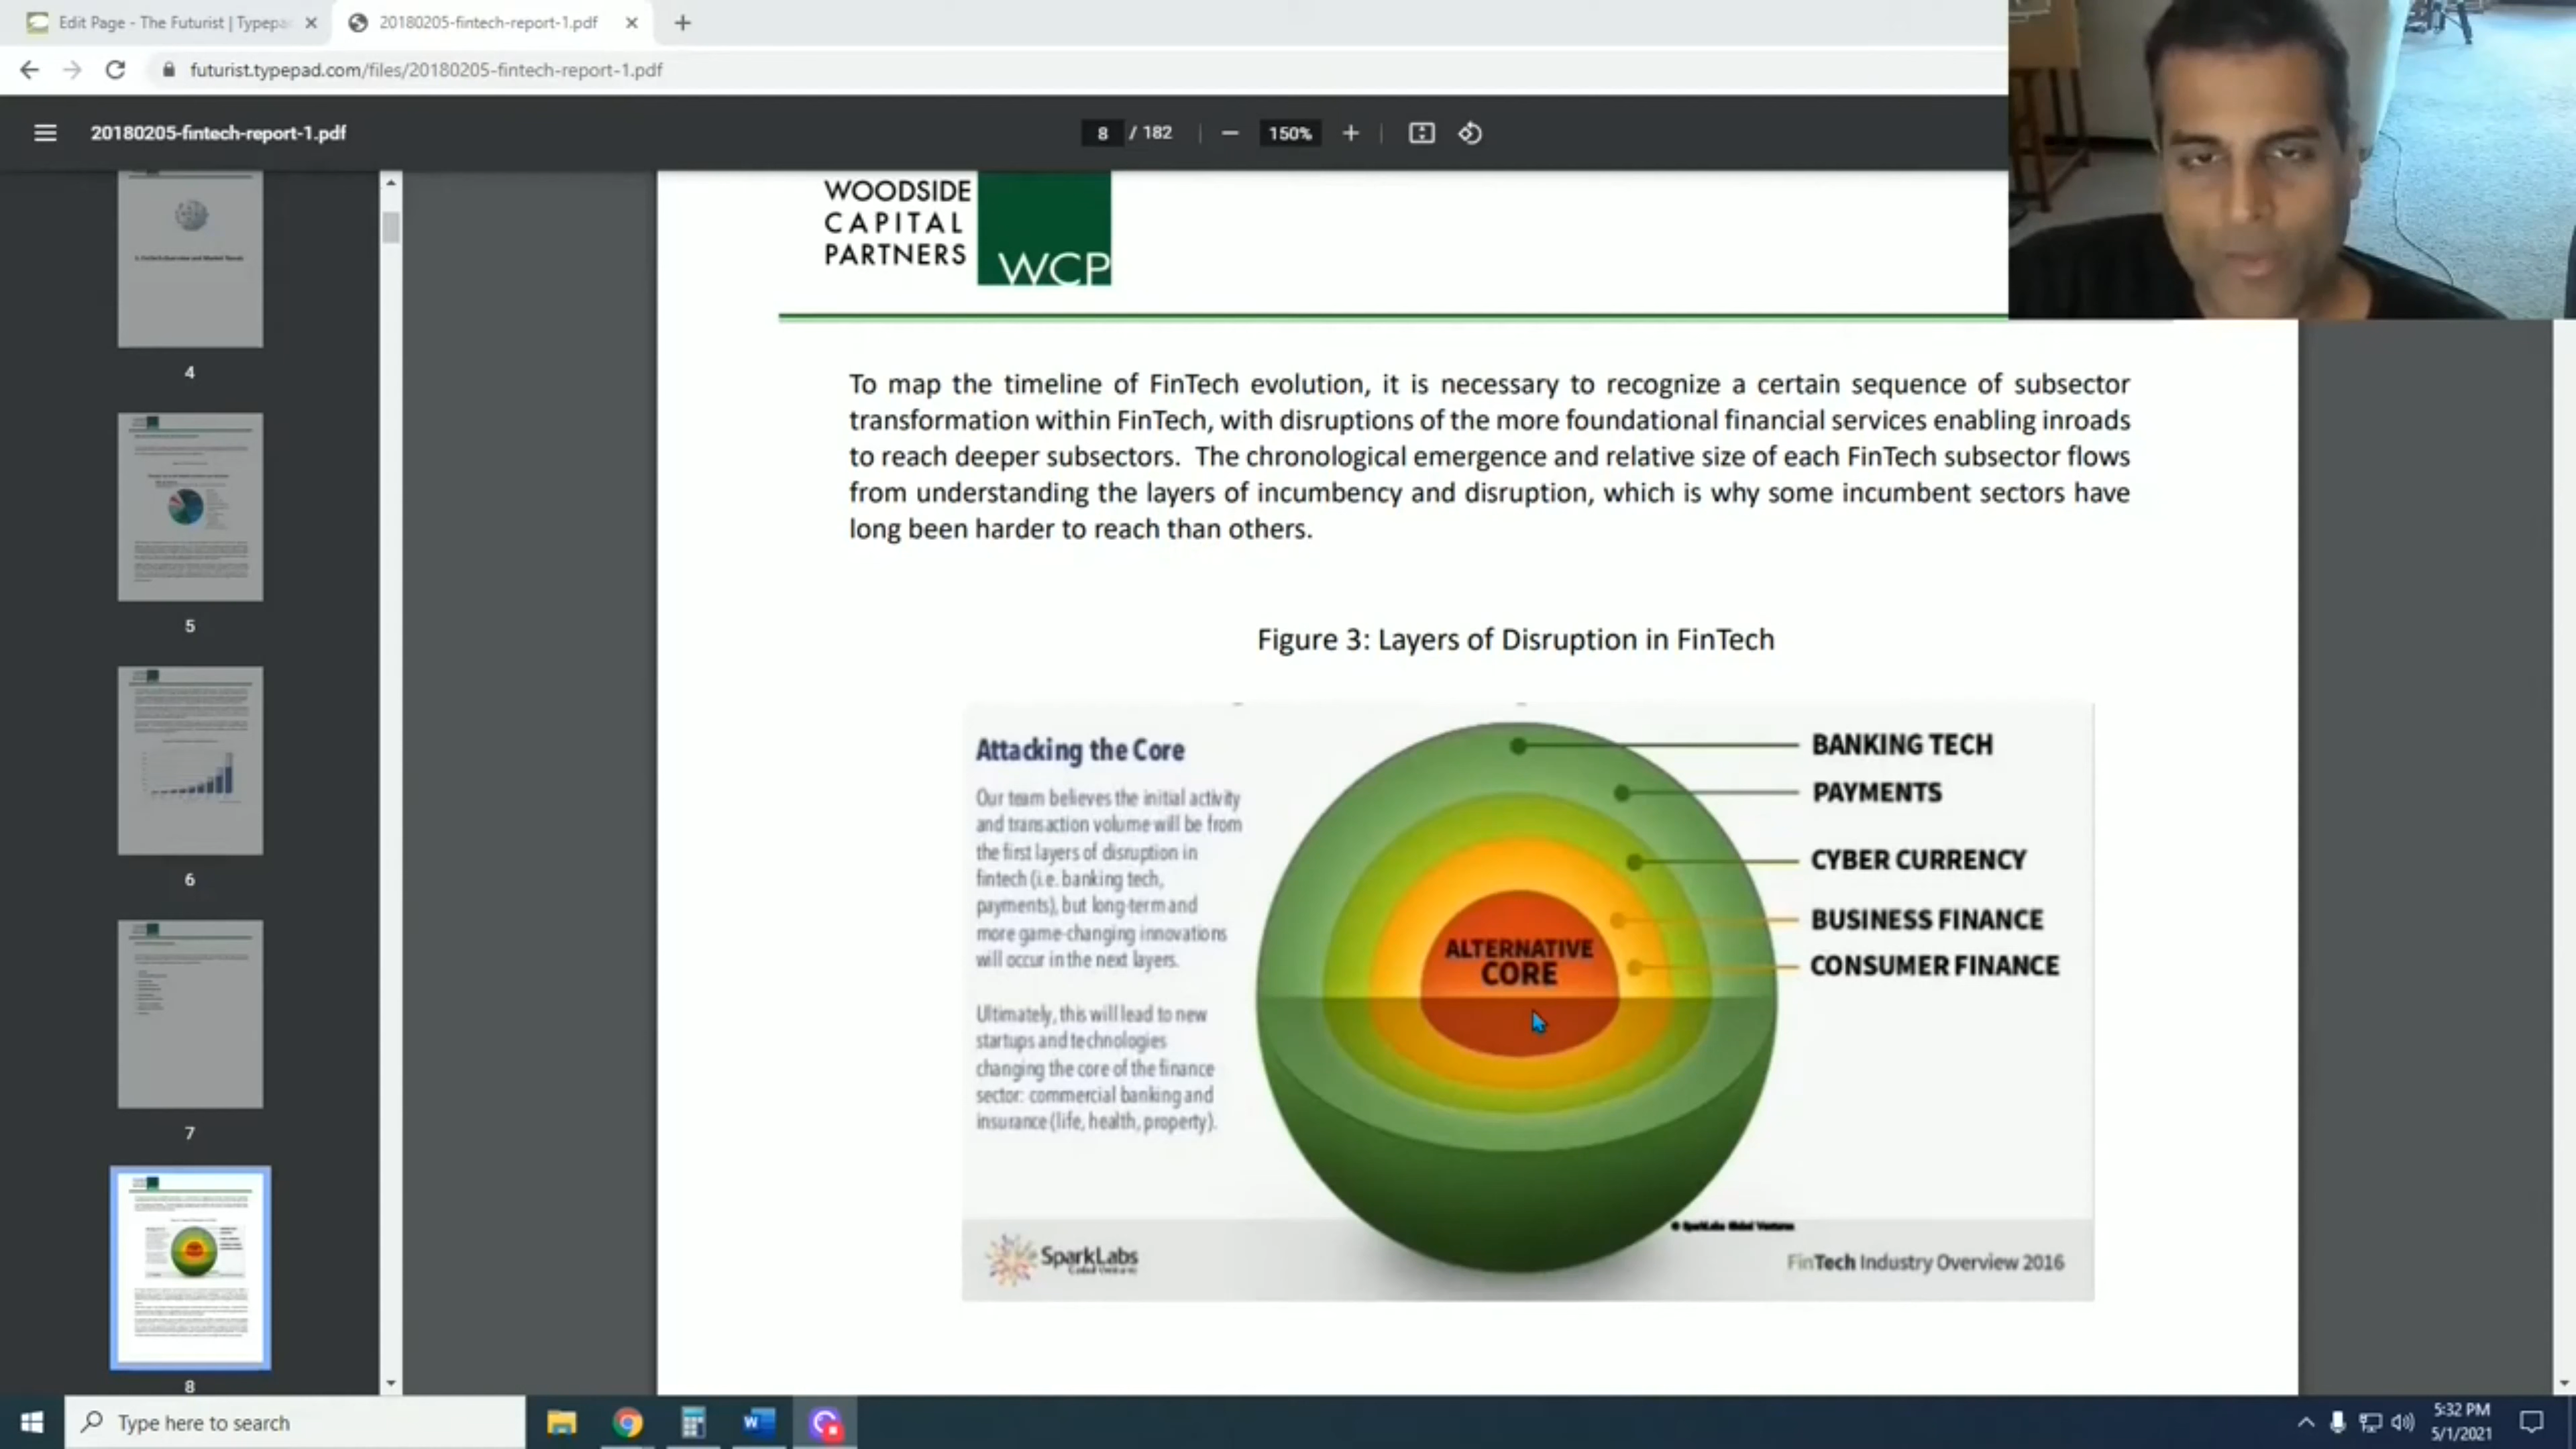 Edit Page - The Futurist | Typepa
20180205-fintech-report-1.pdf
futurist.typepad.com/files/20180205-fintech-report-1.pdf
20180205-fintech-report-1.pdf
8 / 182
150%
4
5
6
7
8
WOODSIDE
CAPITAL
PARTNERS
WCP
To map the timeline of FinTech evolution, it is necessary to recognize a certain sequence of subsector
transformation within FinTech, with disruptions of the more foundational financial services enabling inroads
to reach deeper subsectors. The chronological emergence and relative size of each FinTech subsector flows
from understanding the layers of incumbency and disruption, which is why some incumbent sectors have
long been harder to reach than others.
Figure 3: Layers of Disruption in FinTech
Attacking the Core
Our team believes the initial activity
and transaction volume will be from
the first layers of disruption in
fintech (i.e. banking tech,
payments), but long-term and
more game-changing innovations
will occur in the next layers.
Ultimately, this will lead to new
startups and technologies
changing the core of the finance
sector: commercial banking and
insurance (life, health, property).
BANKING TECH
PAYMENTS
CYBER CURRENCY
BUSINESS FINANCE
CONSUMER FINANCE
ALTERNATIVE
CORE
© SparkLabs Global Ventures
SparkLabs
Global Ventures
FinTech Industry Overview 2016
Type here to search
5:32 PM
5/1/2021